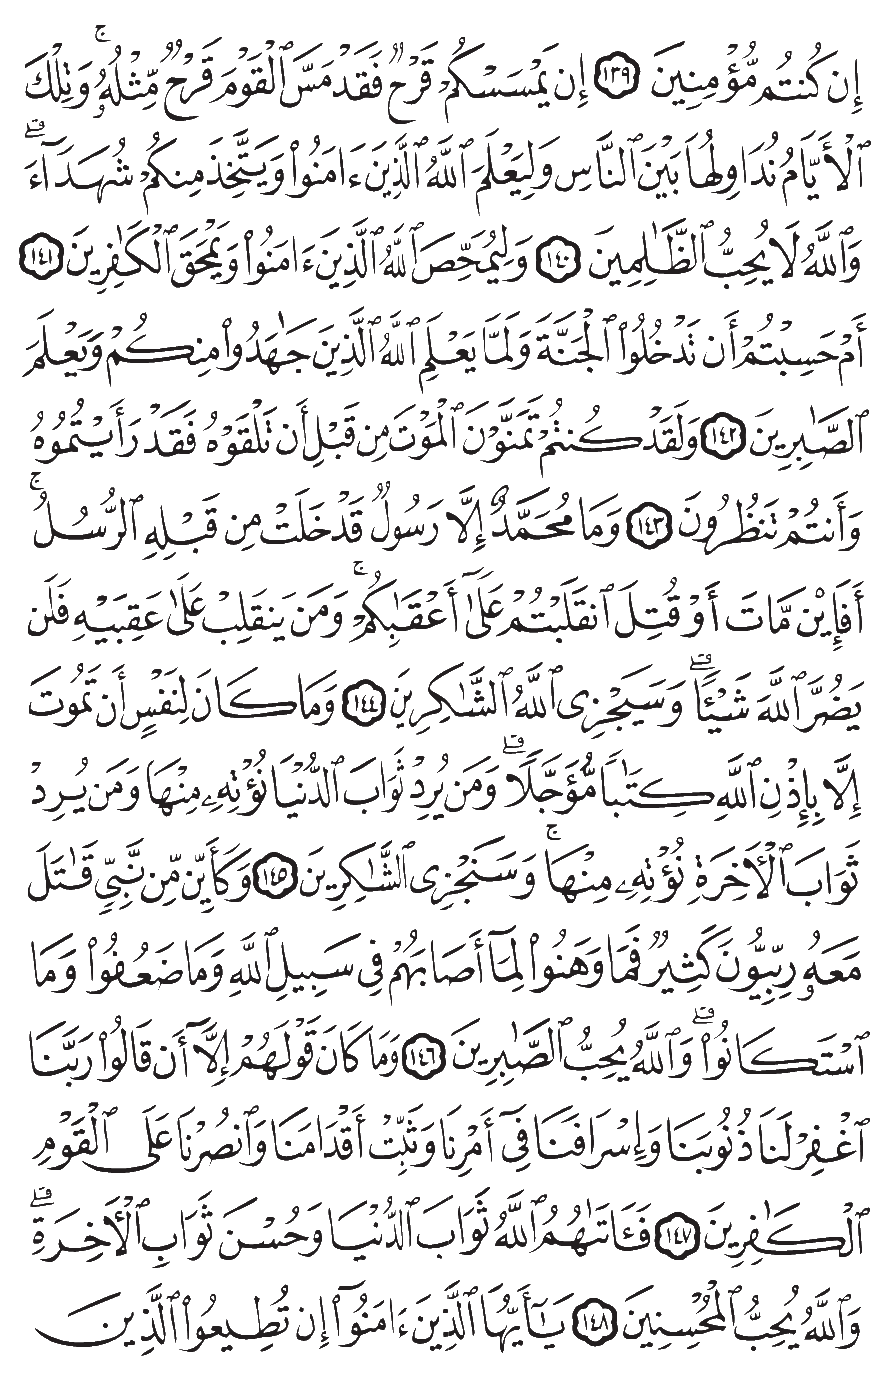 إِن كُنتُم مُّؤْمِنِينَ ١٣٩ إِن يَمْسَسْكُمْ قَرْحٌ فَقَدْ مَسَّ ٱلْقَوْمَ قَرْحٌ مِّثْلُهُۥ ۚ وَتِلْكَ
ٱلْأَيَّامُ نُدَاوِلُهَا بَيْنَ ٱلنَّاسِ وَلِيَعْلَمَ ٱللَّهُ ٱلَّذِينَ ءَامَنُوا۟ وَيَتَّخِذَ مِنكُمْ شُهَدَآءَ ۗ
وَٱللَّهُ لَا يُحِبُّ ٱلظَّـٰلِمِينَ ١٤٠ وَلِيُمَحِّصَ ٱللَّهُ ٱلَّذِينَ ءَامَنُوا۟ وَيَمْحَقَ ٱلْكَـٰفِرِينَ ١٤١
أَمْ حَسِبْتُمْ أَن تَدْخُلُوا۟ ٱلْجَنَّةَ وَلَمَّا يَعْلَمِ ٱللَّهُ ٱلَّذِينَ جَـٰهَدُوا۟ مِنكُمْ وَيَعْلَمَ
ٱلصَّـٰبِرِينَ ١٤٢ وَلَقَدْ كُنتُمْ تَمَنَّوْنَ ٱلْمَوْتَ مِن قَبْلِ أَن تَلْقَوْهُ فَقَدْ رَأَيْتُمُوهُ
وَأَنتُمْ تَنظُرُونَ ١٤٣ وَمَا مُحَمَّدٌ إِلَّا رَسُولٌ قَدْ خَلَتْ مِن قَبْلِهِ ٱلرُّسُلُ ۚ
أَفَإِي۟ن مَّاتَ أَوْ قُتِلَ ٱنقَلَبْتُمْ عَلَىٰٓ أَعْقَـٰبِكُمْ ۚ وَمَن يَنقَلِبْ عَلَىٰ عَقِبَيْهِ فَلَن
يَضُرَّ ٱللَّهَ شَيْـًٔا ۗ وَسَيَجْزِى ٱللَّهُ ٱلشَّـٰكِرِينَ ١٤٤ وَمَا كَانَ لِنَفْسٍ أَن تَمُوتَ
إِلَّا بِإِذْنِ ٱللَّهِ كِتَـٰبًا مُّؤَجَّلًا ۗ وَمَن يُرِدْ ثَوَابَ ٱلدُّنْيَا نُؤْتِهِۦ مِنْهَا وَمَن يُرِدْ
ثَوَابَ ٱلْـَٔاخِرَةِ نُؤْتِهِۦ مِنْهَا ۚ وَسَنَجْزِى ٱلشَّـٰكِرِينَ ١٤٥ وَكَأَيِّن مِّن نَّبِىٍّ قَـٰتَلَ
مَعَهُۥ رِبِّيُّونَ كَثِيرٌ فَمَا وَهَنُوا۟ لِمَآ أَصَابَهُمْ فِى سَبِيلِ ٱللَّهِ وَمَا ضَعُفُوا۟ وَمَا
ٱسْتَكَانُوا۟ ۗ وَٱللَّهُ يُحِبُّ ٱلصَّـٰبِرِينَ ١٤٦ وَمَا كَانَ قَوْلَهُمْ إِلَّآ أَن قَالُوا۟ رَبَّنَا
ٱغْفِرْ لَنَا ذُنُوبَنَا وَإِسْرَافَنَا فِىٓ أَمْرِنَا وَثَبِّتْ أَقْدَامَنَا وَٱنصُرْنَا عَلَى ٱلْقَوْمِ
ٱلْكَـٰفِرِينَ ١٤٧ فَـَٔاتَىٰهُمُ ٱللَّهُ ثَوَابَ ٱلدُّنْيَا وَحُسْنَ ثَوَابِ ٱلْـَٔاخِرَةِ ۗ
وَٱللَّهُ يُحِبُّ ٱلْمُحْسِنِينَ ١٤٨ يَـٰٓأَيُّهَا ٱلَّذِينَ ءَامَنُوٓا۟ إِن تُطِيعُوا۟ ٱلَّذِينَ